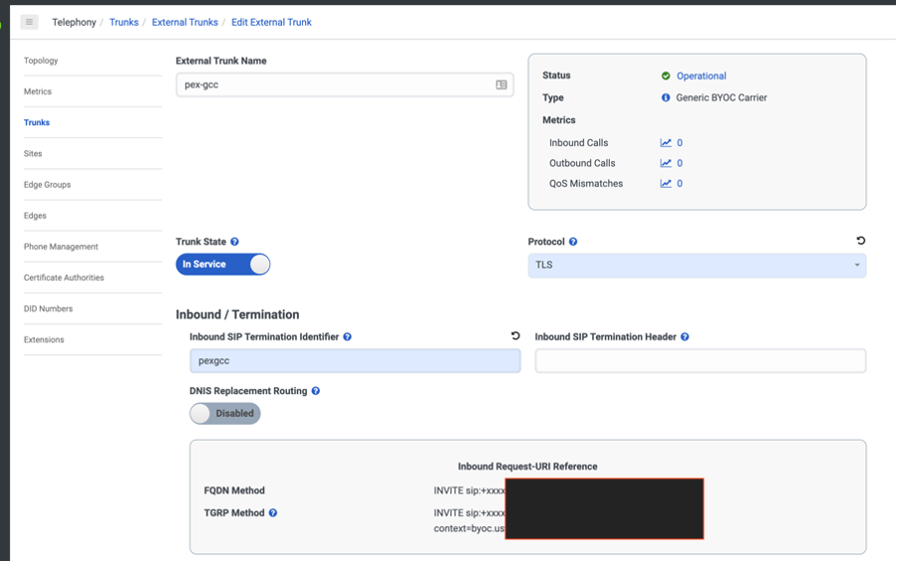 Telephony / Trunks / External Trunks / Edit External Trunk
Topology
Metrics
Trunks
Sites
Edge Groups
Edges
Phone Management
Certificate Authorities
DID Numbers
Extensions
External Trunk Name
pex-gcc
Status Operational
Type Generic BYOC Carrier
Metrics
Inbound Calls 0
Outbound Calls 0
QoS Mismatches 0
Trunk State
In Service
Protocol
TLS
Inbound / Termination
Inbound SIP Termination Identifier
pexgcc
Inbound SIP Termination Header
DNIS Replacement Routing
Disabled
Inbound Request-URI Reference
FQDN Method INVITE sip:+xxxx
TGRP Method INVITE sip:+xxxx
context=byoc.us